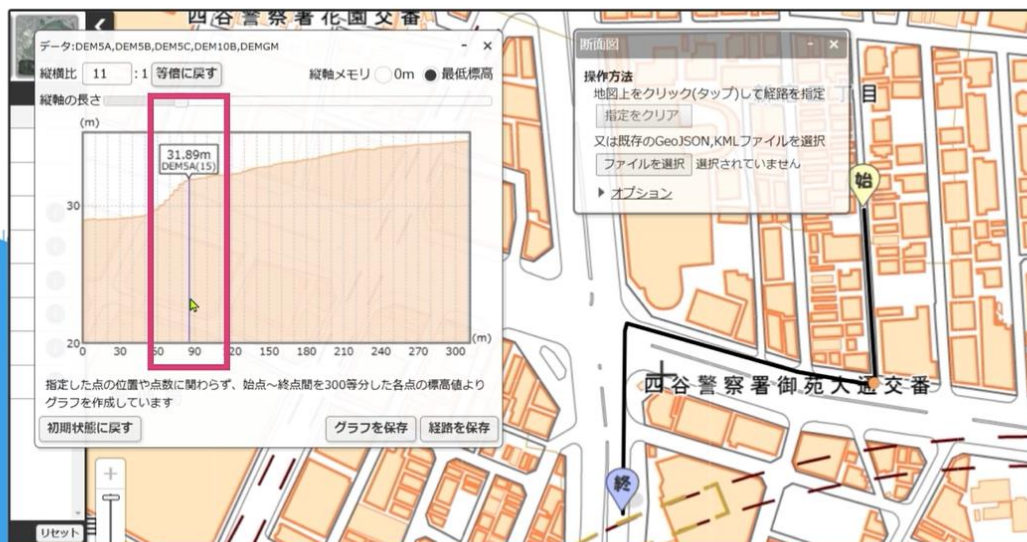 四谷警察署花園交番
データ:DEM5A,DEM5B,DEM5C,DEM10B,DEMGM
- ×
縦横比 11 :1 等倍に戻す 縦軸メモリ 0m 最低標高
縦軸の長さ
(m)
31.89m
DEM5A(15)
30
20
0 30 60 90 120 150 180 210 240 270 300 (m)
指定した点の位置や点数に関わらず、始点~終点間を300等分した各点の標高値より
グラフを作成しています
初期状態に戻す グラフを保存 経路を保存
リセット
断面図 - ×
操作方法
地図上をクリック(タップ)して経路を指定
指定をクリア
又は既存のGeoJSON,KMLファイルを選択
ファイルを選択 選択されていません
オプション
目
始
四谷警察署御苑大通交番
終